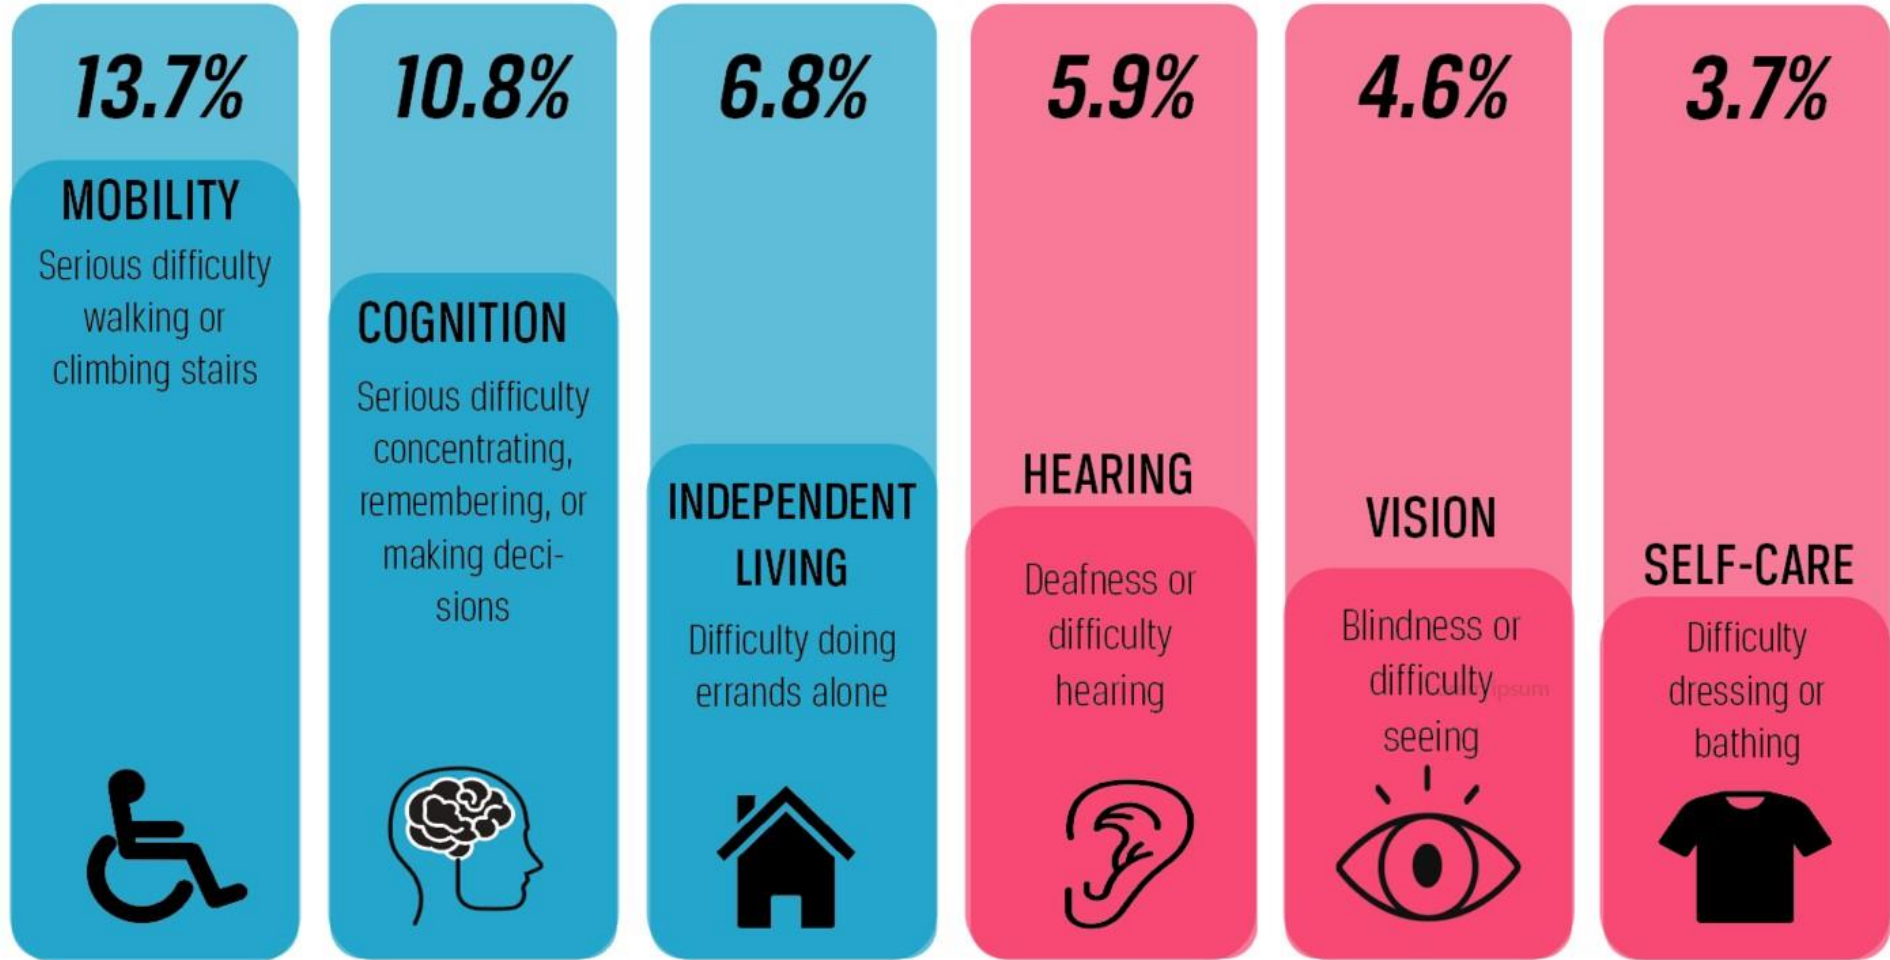 13.7%
MOBILITY
Serious difficulty
walking or
climbing stairs
10.8%
COGNITION
Serious difficulty
concentrating,
remembering, or
making deci-
sions
6.8%
INDEPENDENT
LIVING
Difficulty doing
errands alone
5.9%
HEARING
Deafness or
difficulty
hearing
4.6%
VISION
Blindness or
difficulty ipsum
seeing
3.7%
SELF-CARE
Difficulty
dressing or
bathing